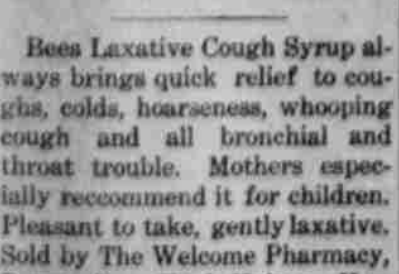 Bees Laxative Cough Syrup al-
ways brings quick relief to cou-
ghs, colds, hoarseness, whooping
cough and all bronchial and
throat trouble. Mothers espec-
ially reccommend it for children.
Pleasant to take, gently laxative.
Sold by The Welcome Pharmacy,